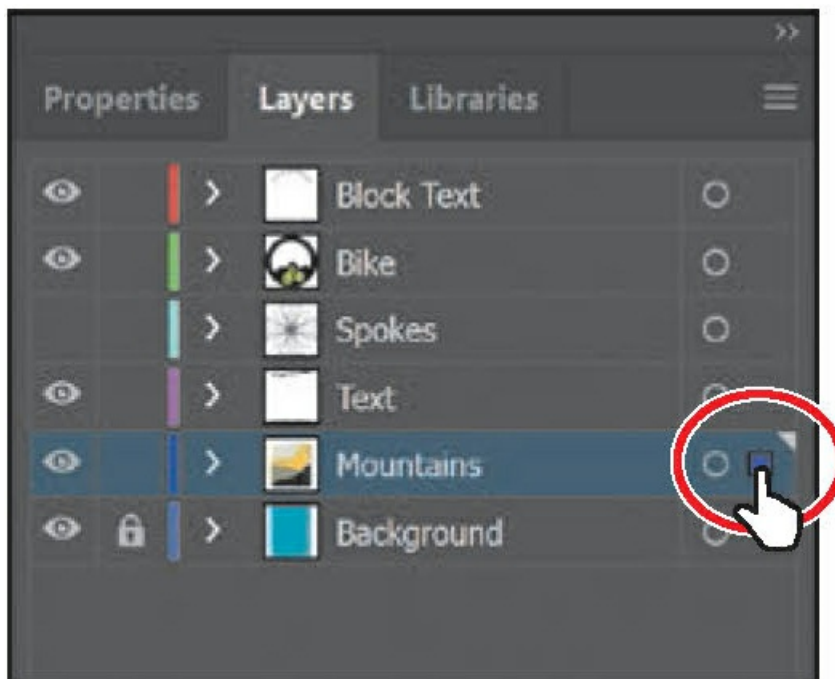 Properties Layers Libraries
Block Text
Bike
Spokes
Text
Mountains
Background